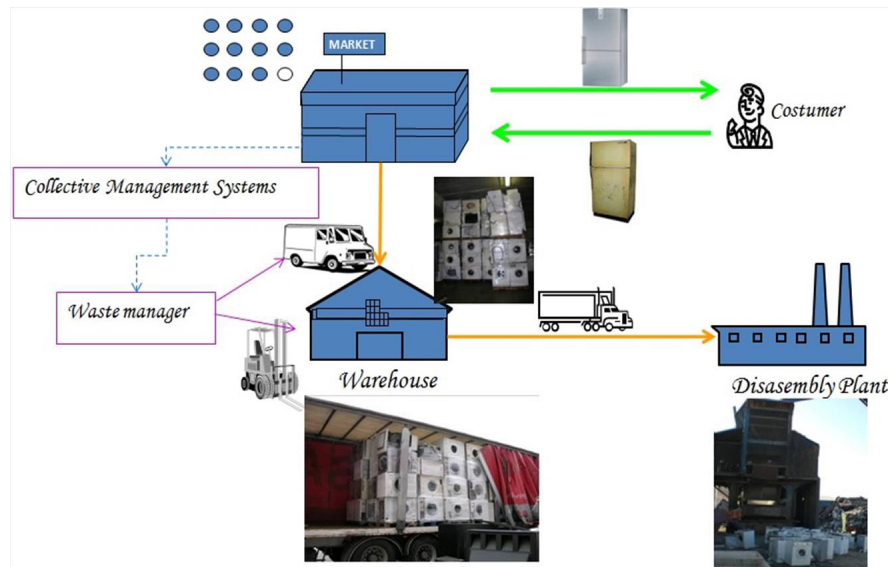 MARKET
Costumer
Collective Management Systems
Waste manager
Warehouse
Disasembly Plant